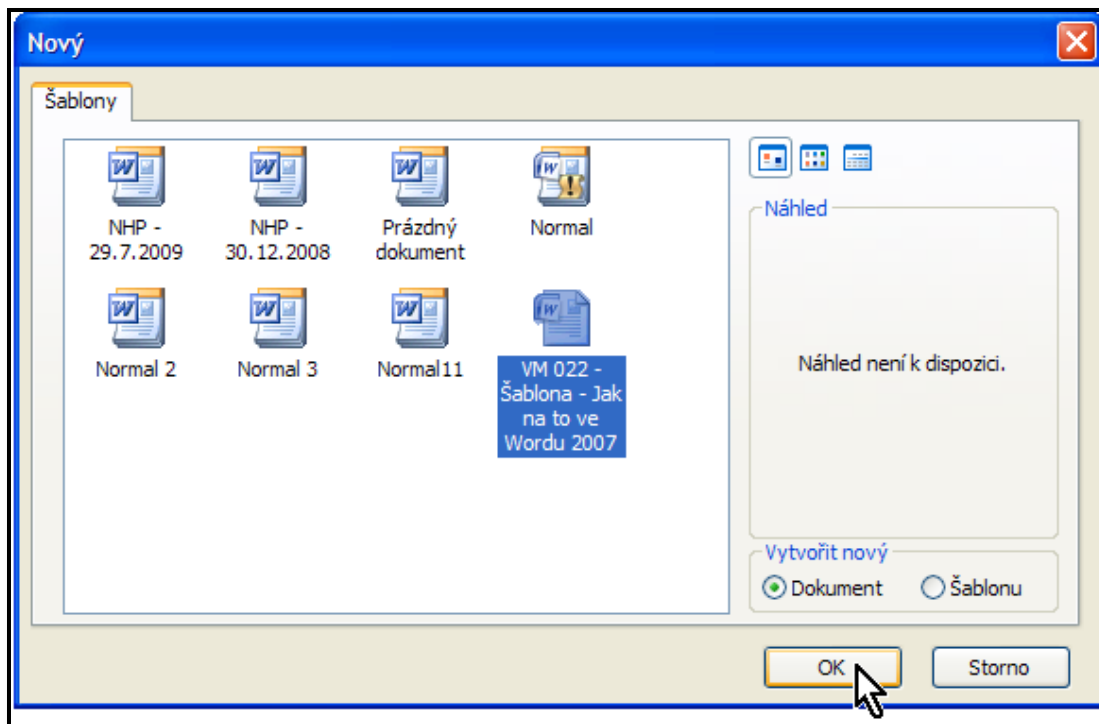 Nový
Šablony
NHP -
29.7.2009
NHP -
30.12.2008
Prázdný
dokument
Normal
Normal 2
Normal 3
Normal11
VM 022 -
Šablona - Jak
na to ve
Wordu 2007
Náhled
Náhled není k dispozici.
Vytvořit nový
Dokument
Šablonu
OK
Storno